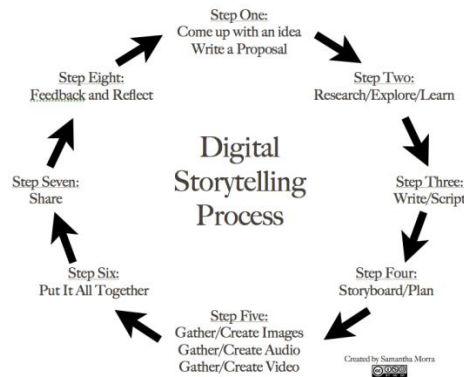 Step One:
Come up with an idea
Write a Proposal
Step Two:
Research/Explore/Learn
Step Three:
Write/Script
Step Four:
Storyboard/Plan
Step Five:
Gather/Create Images
Gather/Create Audio
Gather/Create Video
Step Six:
Put It All Together
Step Seven:
Share
Step Eight:
Feedback and Reflect
Digital
Storytelling
Process
Created by Samantha Morra